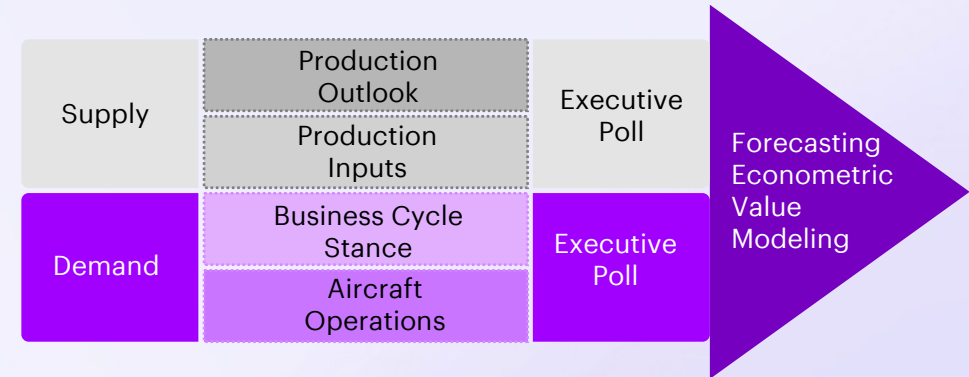 Supply
Production
Outlook
Production
Inputs
Executive
Poll
Demand
Business Cycle
Stance
Aircraft
Operations
Executive
Poll
Forecasting
Econometric
Value
Modeling